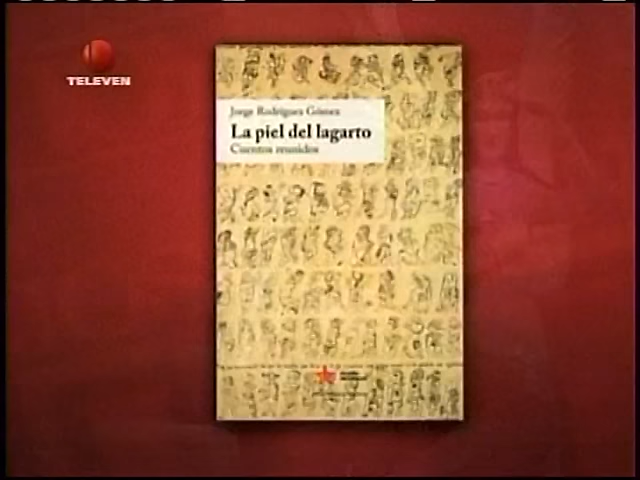 TELEVEN
Jorge Rodríguez Gómez
La piel del lagarto
Cuentos reunidos